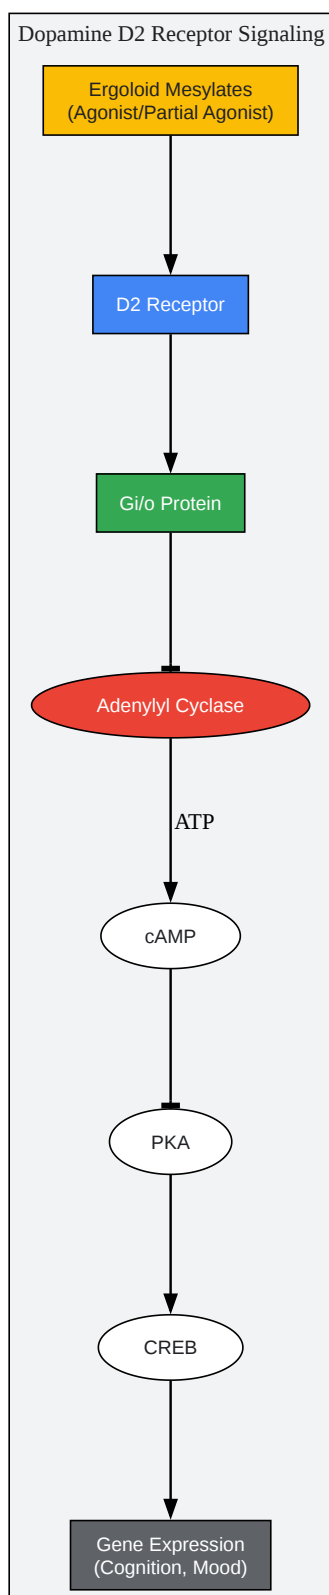 Dopamine D2 Receptor Signaling
Ergoloid Mesylates
(Agonist/Partial Agonist)
D2 Receptor
Gi/o Protein
Adenylyl Cyclase
ATP
cAMP
PKA
CREB
Gene Expression
(Cognition, Mood)